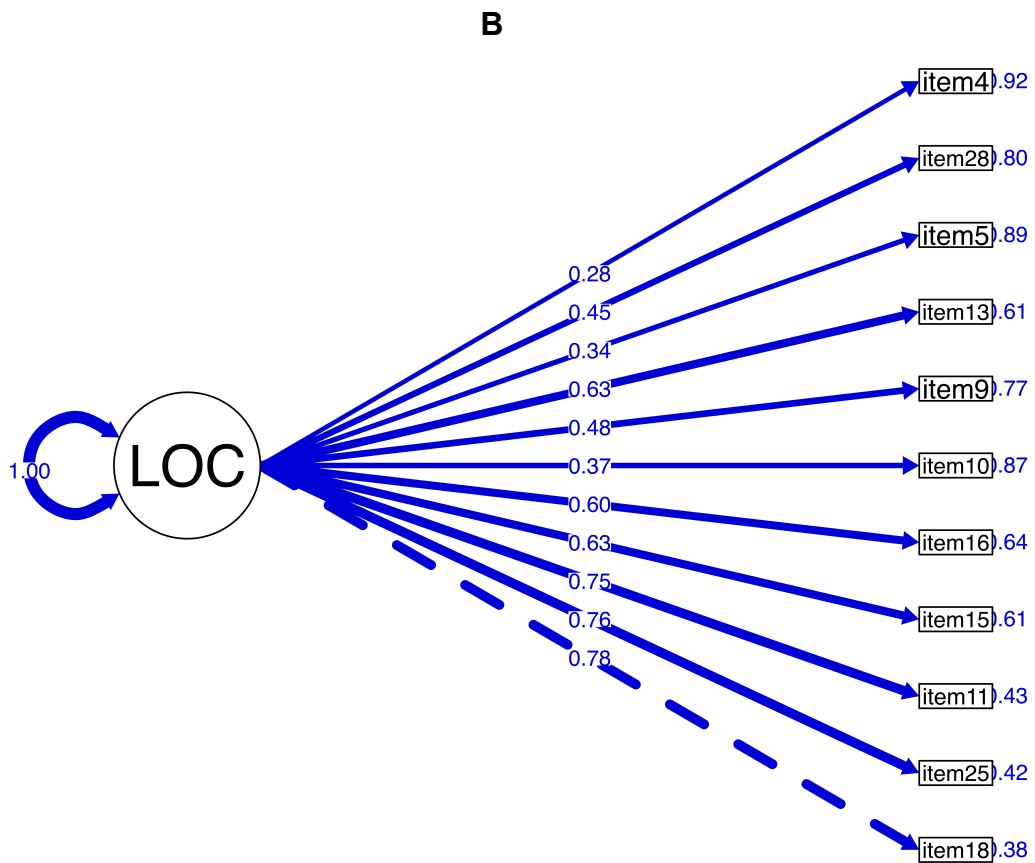 B
item4 0.92
item28 0.80
item5 0.89
0.28
item13 0.61
0.45
0.34
0.63
item9 0.77
0.48
LOC
1.00
0.37
item10 0.87
0.60
item16 0.64
0.63
0.75
item15 0.61
0.76
0.78
item11 0.43
item25 0.42
item18 0.38